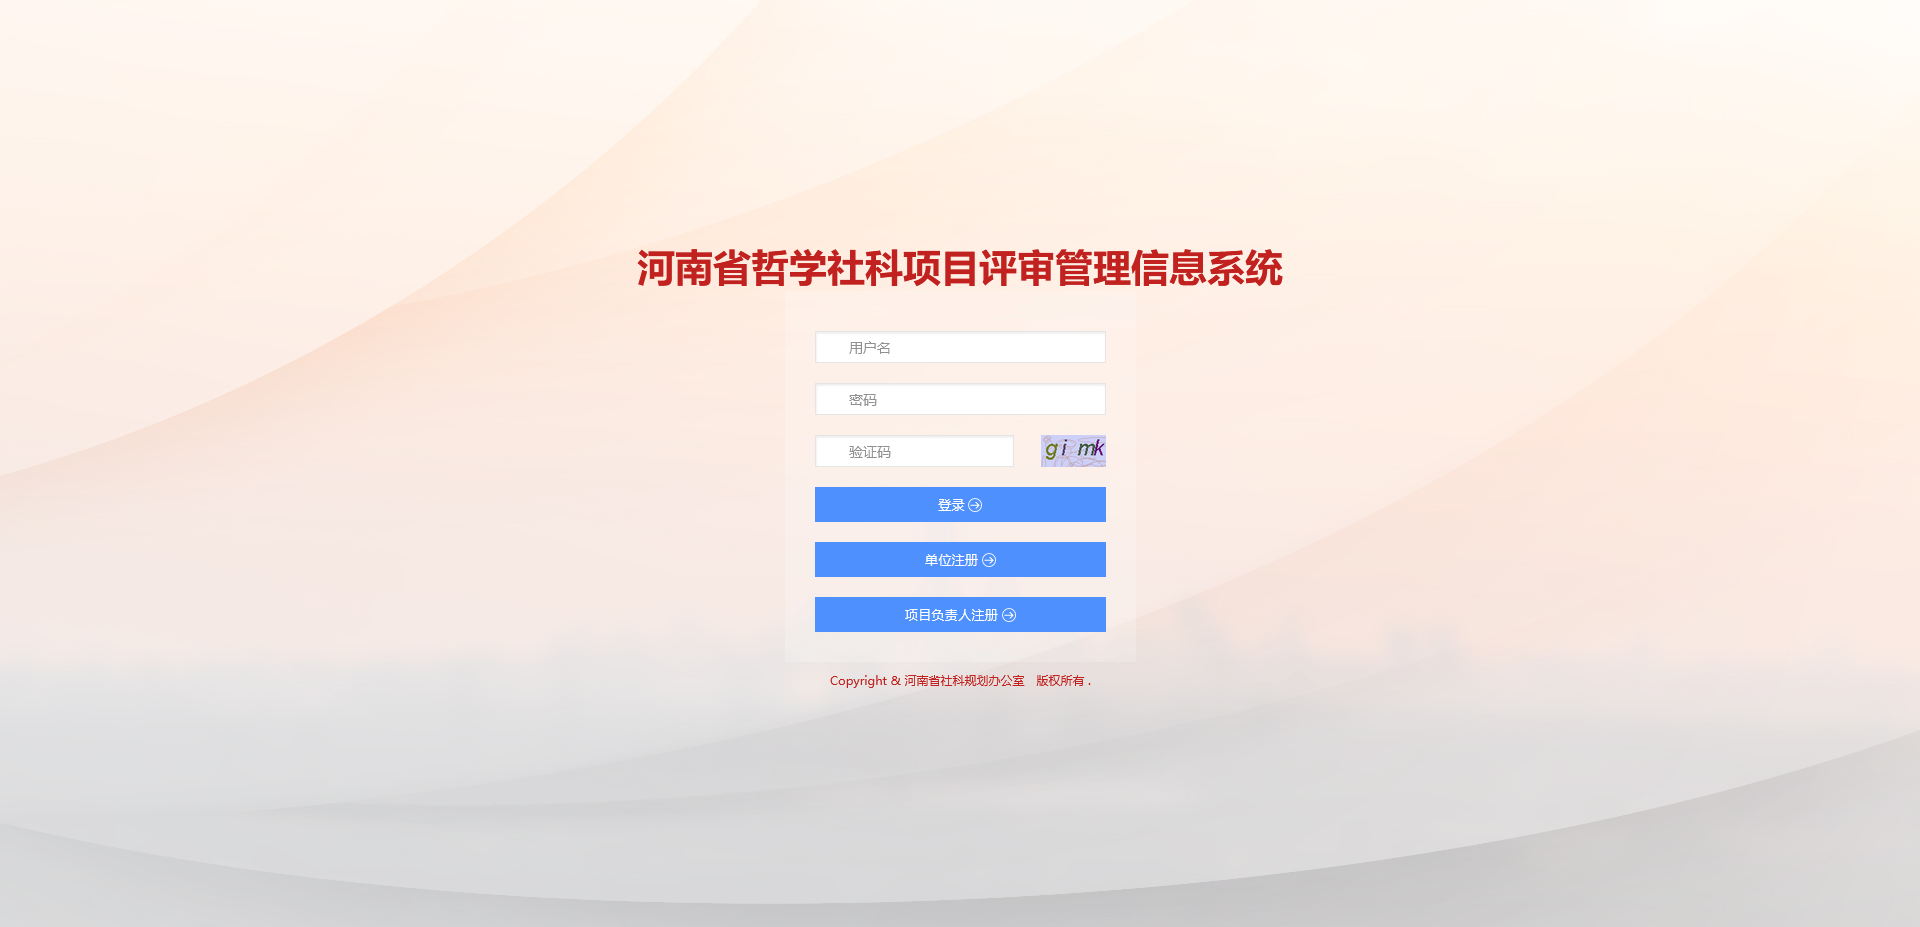 河南省哲学社科项目评审管理信息系统
用户名
密码
验证码
gimk
登录
单位注册
项目负责人注册
Copyright & 河南省社科规划办公室 版权所有 .